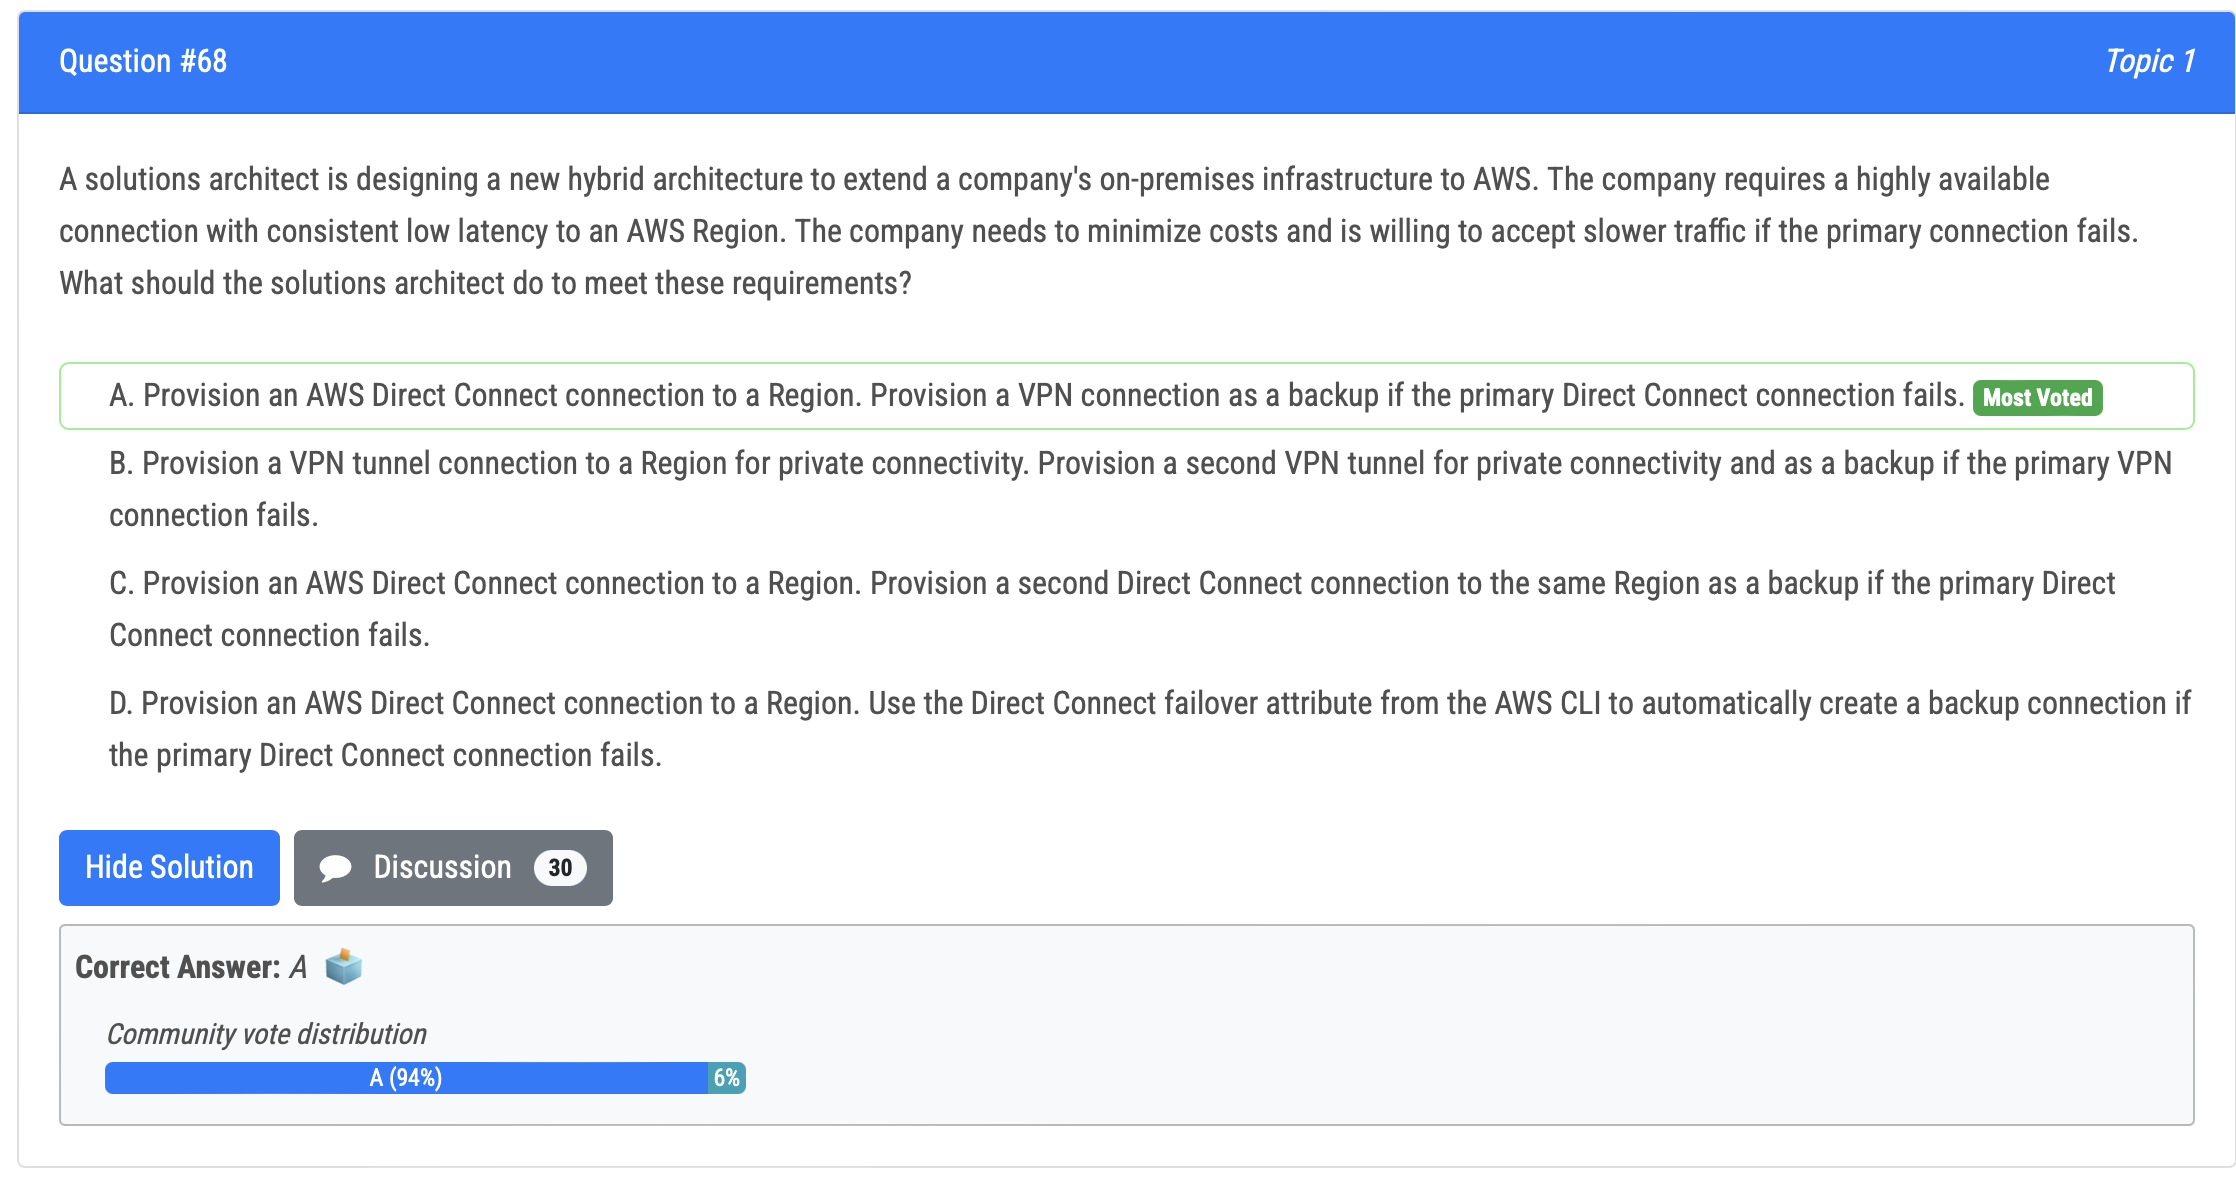 Question #68
Topic 1
A solutions architect is designing a new hybrid architecture to extend a company's on-premises infrastructure to AWS. The company requires a highly available
connection with consistent low latency to an AWS Region. The company needs to minimize costs and is willing to accept slower traffic if the primary connection fails.
What should the solutions architect do to meet these requirements?
A. Provision an AWS Direct Connect connection to a Region. Provision a VPN connection as a backup if the primary Direct Connect connection fails. Most Voted
B. Provision a VPN tunnel connection to a Region for private connectivity. Provision a second VPN tunnel for private connectivity and as a backup if the primary VPN
connection fails.
C. Provision an AWS Direct Connect connection to a Region. Provision a second Direct Connect connection to the same Region as a backup if the primary Direct
Connect connection fails.
D. Provision an AWS Direct Connect connection to a Region. Use the Direct Connect failover attribute from the AWS CLI to automatically create a backup connection if
the primary Direct Connect connection fails.
Hide Solution
Discussion 30
Correct Answer: A
Community vote distribution
A (94%) 6%